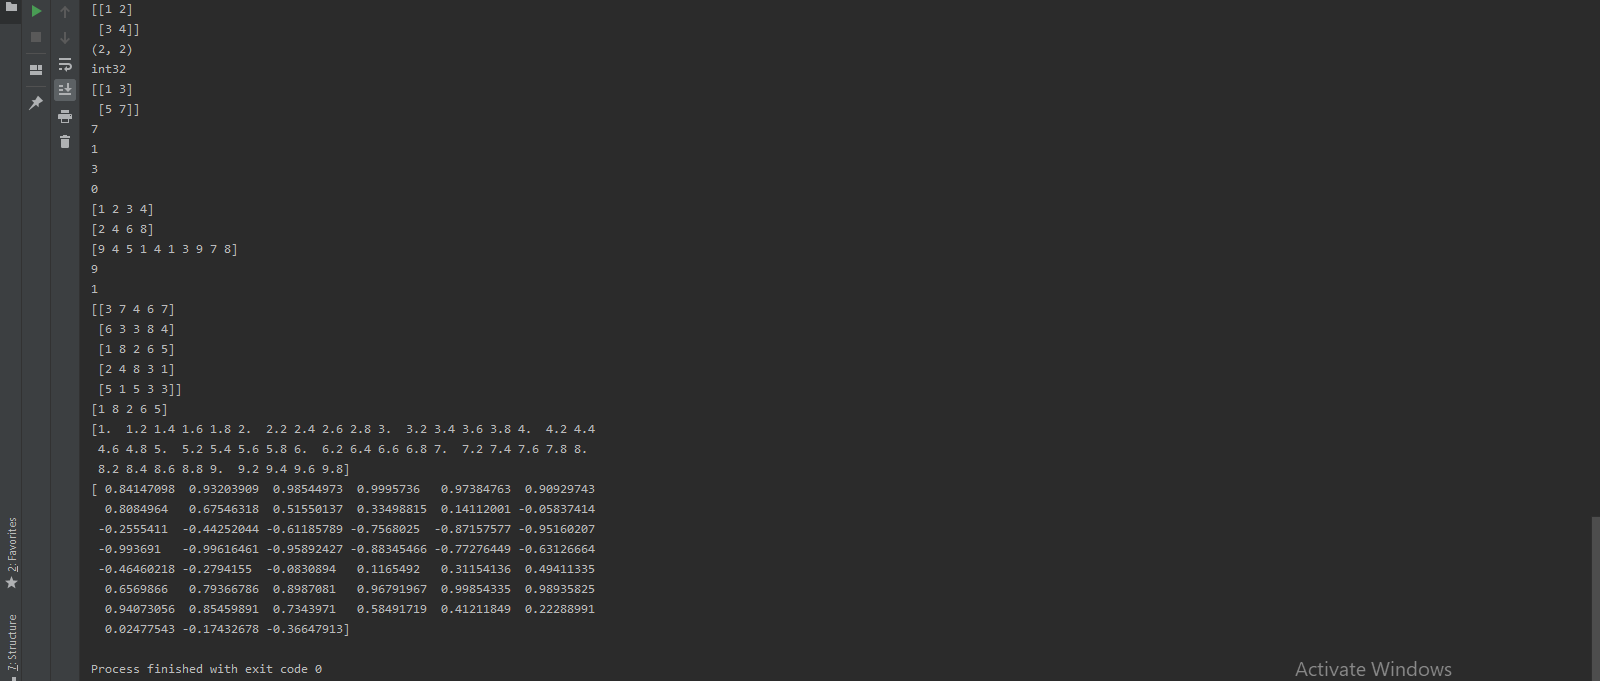 [[1 2]
 [3 4]]
(2, 2)
int32
[[1 3]
 [5 7]]
7
1
3
0
[1 2 3 4]
[2 4 6 8]
[9 4 5 1 4 1 3 9 7 8]
9
1
[[3 7 4 6 7]
 [6 3 3 8 4]
 [1 8 2 6 5]
 [2 4 8 3 1]
 [5 1 5 3 3]]
[1 8 2 6 5]
[1.  1.2 1.4 1.6 1.8 2.  2.2 2.4 2.6 2.8 3.  3.2 3.4 3.6 3.8 4.  4.2 4.4
 4.6 4.8 5.  5.2 5.4 5.6 5.8 6.  6.2 6.4 6.6 6.8 7.  7.2 7.4 7.6 7.8 8.
 8.2 8.4 8.6 8.8 9.  9.2 9.4 9.6 9.8]
[ 0.84147098  0.93203909  0.98544973  0.9995736   0.97384763  0.90929743
  0.8084964   0.67546318  0.51550137  0.33498815  0.14112001 -0.05837414
 -0.2555411  -0.44252044 -0.61185789 -0.7568025  -0.87157577 -0.95160207
 -0.993691   -0.99616461 -0.95892427 -0.88345466 -0.77276449 -0.63126664
 -0.46460218 -0.2794155  -0.0830894   0.1165492   0.31154136  0.49411335
  0.6569866   0.79366786  0.8987081   0.96791967  0.99854335  0.98935825
  0.94073056  0.85459891  0.7343971   0.58491719  0.41211849  0.22288991
  0.02477543 -0.17432678 -0.36647913]
Process finished with exit code 0
2: Favorites
7: Structure
Activate Windows